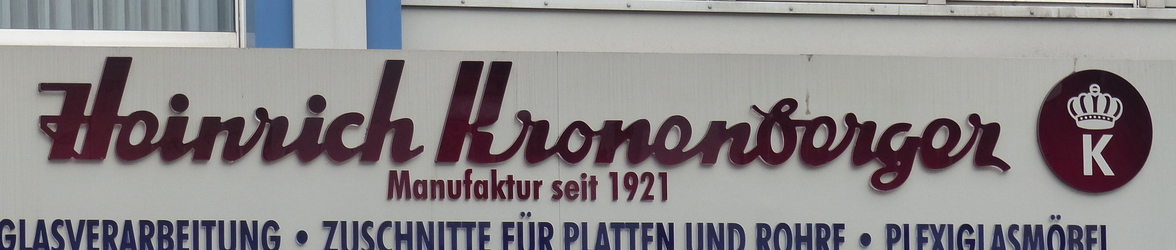 Heinrich Kronenberger
K
Manufaktur seit 1921
GLASVERARBEITUNG • ZUSCHNITTE FÜR PLATTEN UND ROHRE • PLEXIGLASMÖBEL